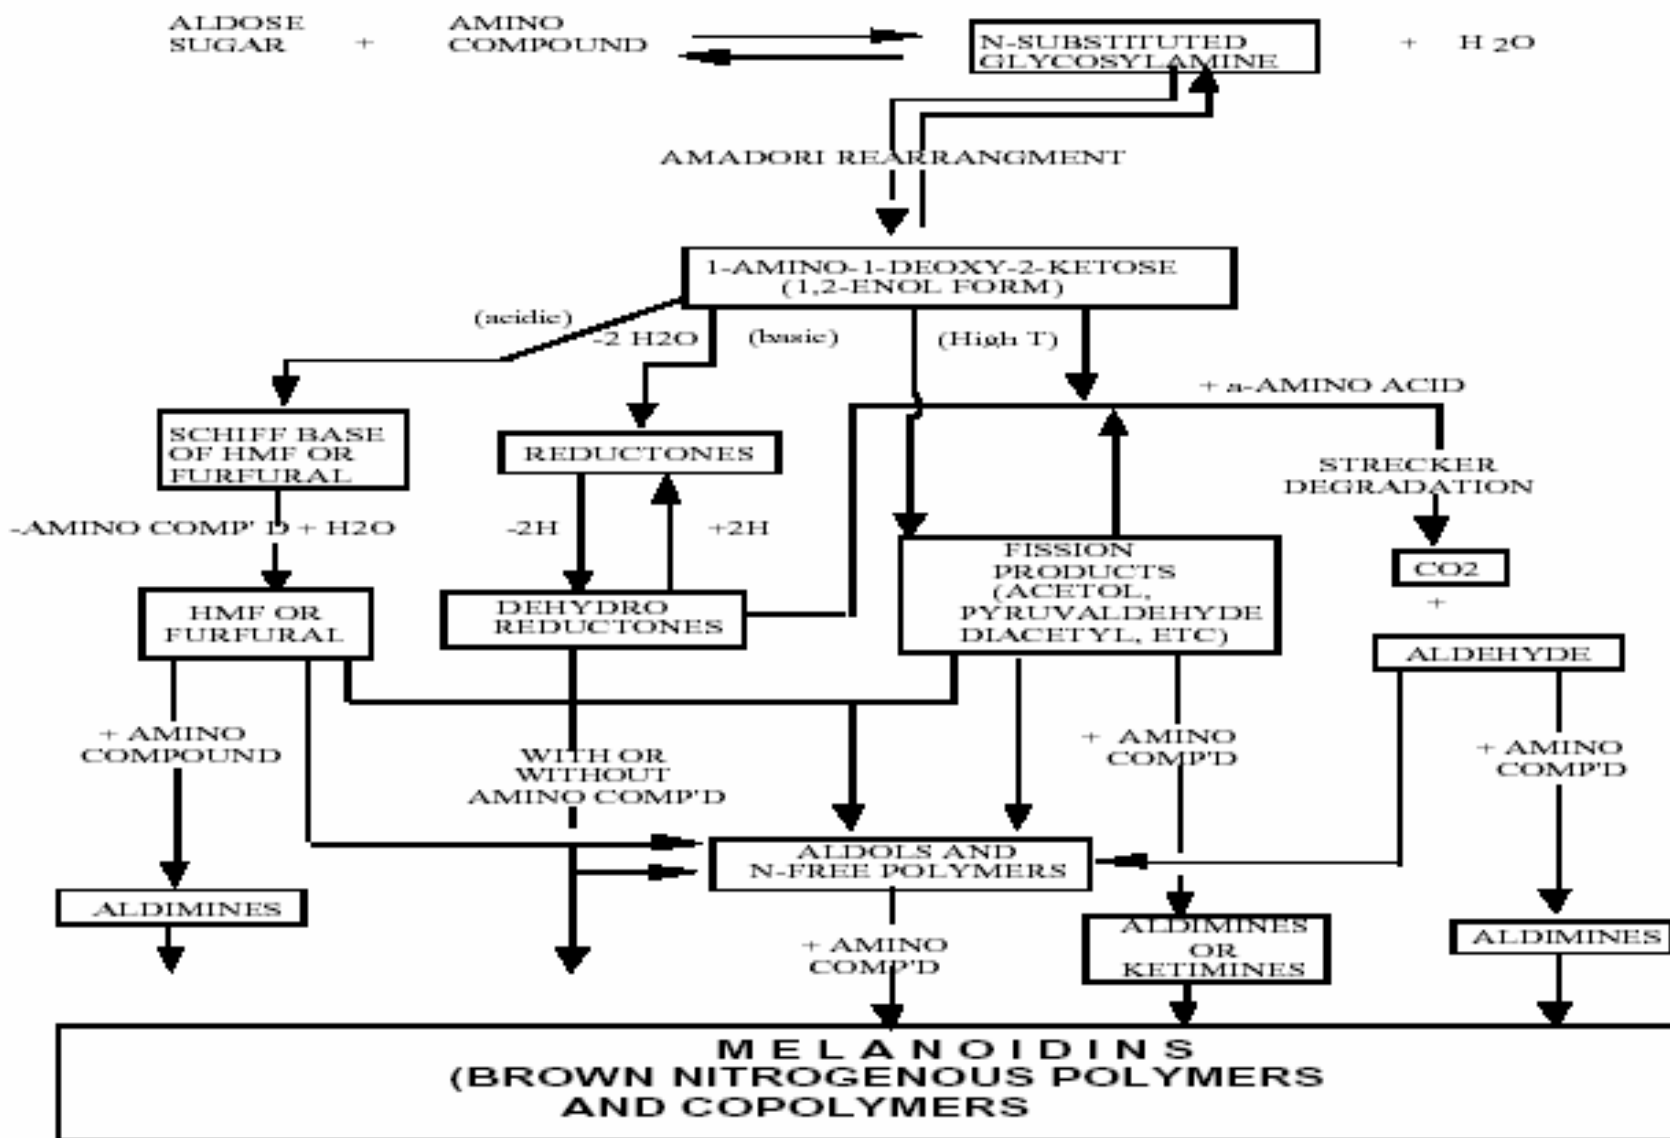 ALDOSE
SUGAR
+
AMINO
COMPOUND
N-SUBSTITUTED
GLYCOSYLAMINE
+ H 2O
AMADORI REARRANGMENT
1-AMINO-1-DEOXY-2-KETOSE
(1,2-ENOL FORM)
(acidic)
-2 H2O
(basic)
(High T)
+ a-AMINO ACID
SCHIFF BASE
OF HMF OR
FURFURAL
REDUCTONES
STRECKER
DEGRADATION
-AMINO COMP' D + H2O
-2H
+2H
FISSION
PRODUCTS
(ACETOL,
PYRUVALDEHYDE
DIACETYL, ETC)
CO2
+
HMF OR
FURFURAL
DEHYDRO
REDUCTONES
ALDEHYDE
+ AMINO
COMPOUND
WITH OR
WITHOUT
AMINO COMP'D
+ AMINO
COMP'D
+ AMINO
COMP'D
ALDOLS AND
N-FREE POLYMERS
ALDIMINES
+ AMINO
COMP'D
ALDIMINES
OR
KETIMINES
ALDIMINES
MELANOIDINS
(BROWN NITROGENOUS POLYMERS
AND COPOLYMERS